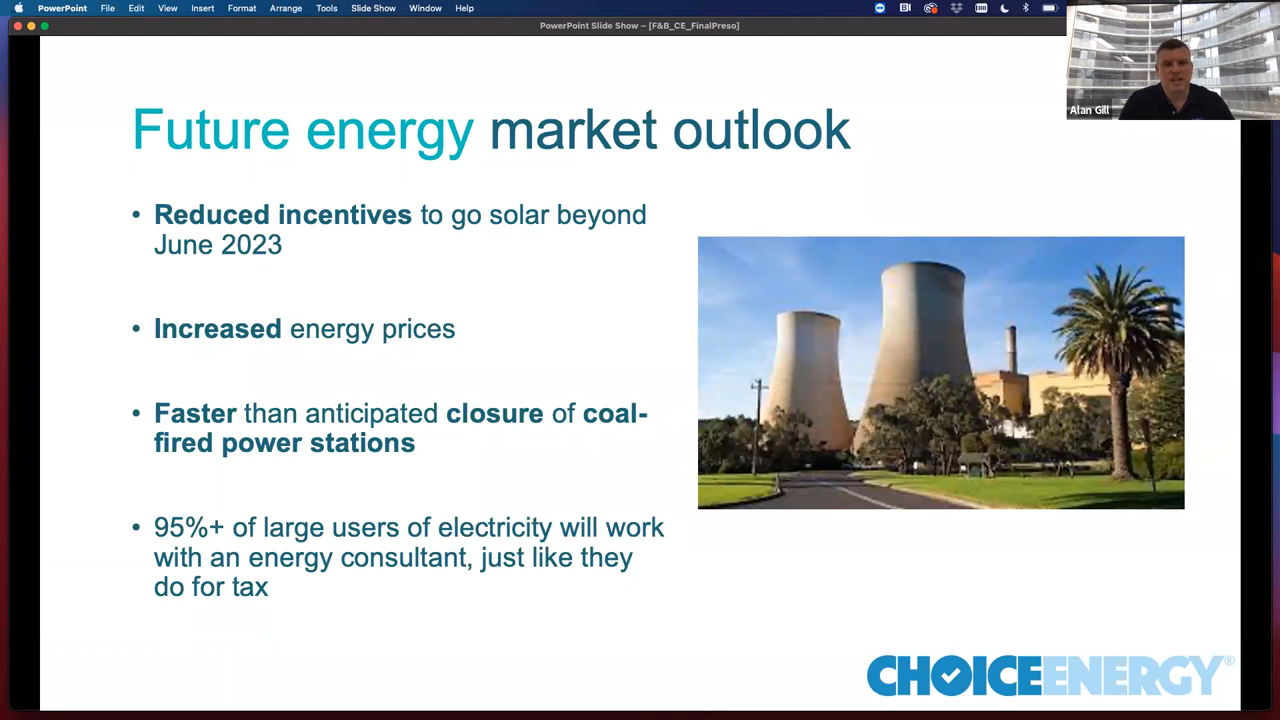 PowerPoint File Edit View Insert Format Arrange Tools Slide Show Window Help
PowerPoint Slide Show – [F&B_CE_FinalPreso]
Alan Gill
Future energy market outlook
• Reduced incentives to go solar beyond
June 2023
• Increased energy prices
• Faster than anticipated closure of coal-
fired power stations
• 95%+ of large users of electricity will work
with an energy consultant, just like they
do for tax
CHOICEENERGY®